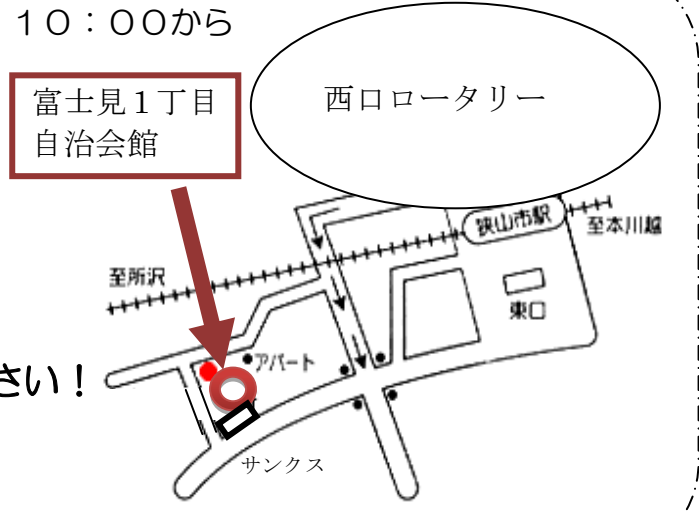 １０：００から
富士見１丁目
自治会館
西口ロータリー
狭山市駅
至本川越
至所沢
東口
アパート
さい！
サンクス